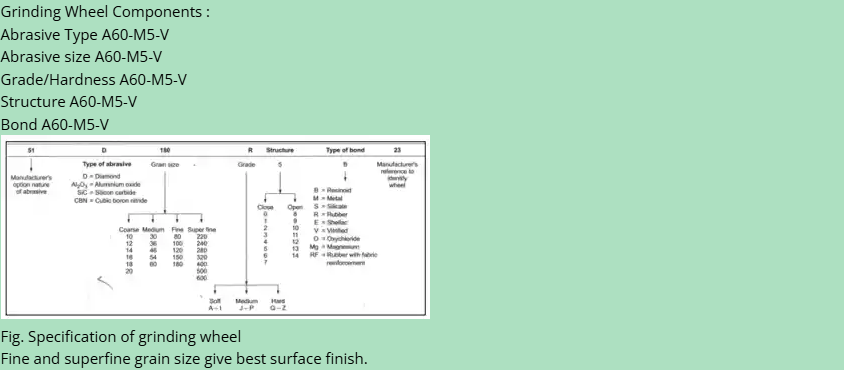 Grinding Wheel Components :
Abrasive Type A60-M5-V
Abrasive size A60-M5-V
Grade/Hardness A60-M5-V
Structure A60-M5-V
Bond A60-M5-V
51 D 180 R Structure Type of bond 23
Type of abrasive Grain size - Grade 5 B Manufacturer's
reference to
identify
wheel
Manufacturer's
option nature
of abrasive
D = Diamond
Al₂O₃ = Aluminium oxide
SiC = Silicon carbide
CBN = Cubic boron nitride
B = Resinoid
M = Metal
S = Silicate
R = Rubber
E = Shellac
V = Vitrified
O = Oxychloride
Mg = Magnesium
RF = Rubber with fabric
reinforcement
Close Open
0 8
1 9
2 10
3 11
4 12
5 13
6 14
7
Coarse Medium Fine Super fine
10 30 80 220
12 36 100 240
14 46 120 280
16 54 150 320
18 60 180 400
20 500
600
Soft Medium Hard
A-I J-P Q-Z
Fig. Specification of grinding wheel
Fine and superfine grain size give best surface finish.